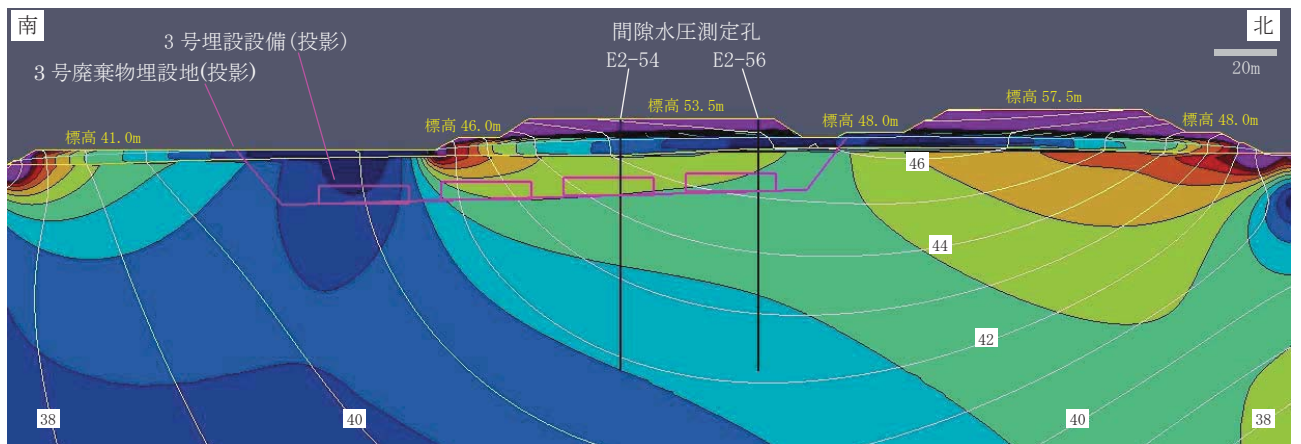 南
北
3号埋設設備(投影)
間隙水圧測定孔
3号廃棄物埋設地(投影)
E2-54
E2-56
20m
標高 41.0m
標高 46.0m
標高 53.5m
標高 48.0m
標高 57.5m
標高 48.0m
46
44
42
38
40
40
38